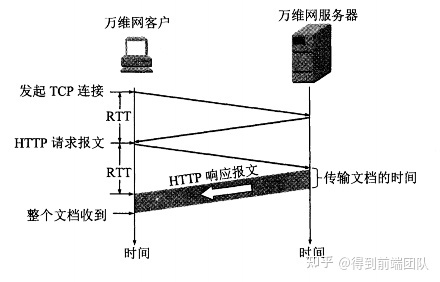 万维网客户
万维网服务器
发起 TCP 连接
RTT
HTTP 请求报文
RTT
HTTP 响应报文
传输文档的时间
整个文档收到
时间
时间
知乎 @得到前端团队